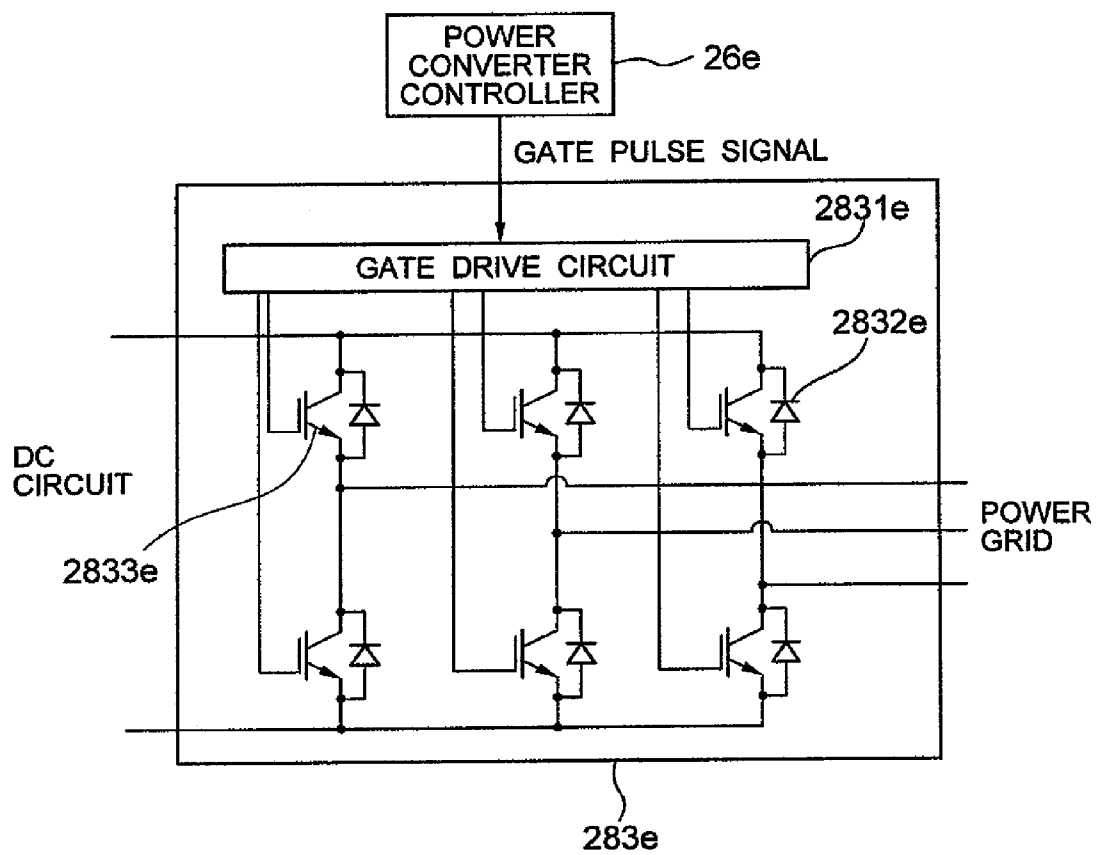 POWER
CONVERTER
CONTROLLER
26e
GATE PULSE SIGNAL
2831e
GATE DRIVE CIRCUIT
2832e
DC
CIRCUIT
POWER
GRID
2833e
283e